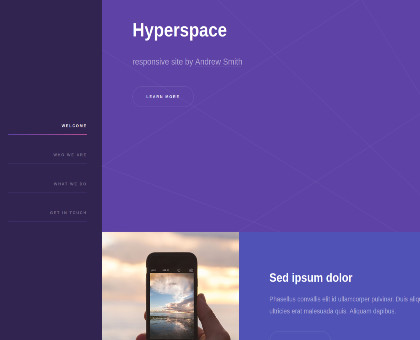 Hyperspace
responsive site by Andrew Smith
LEARN MORE
WELCOME
WHO WE ARE
WHAT WE DO
GET IN TOUCH
Sed ipsum dolor
Phasellus convallis elit id ullamcorper pulvinar. Duis aliq
ultricies erat malesuada quis. Aliquam dapibus.